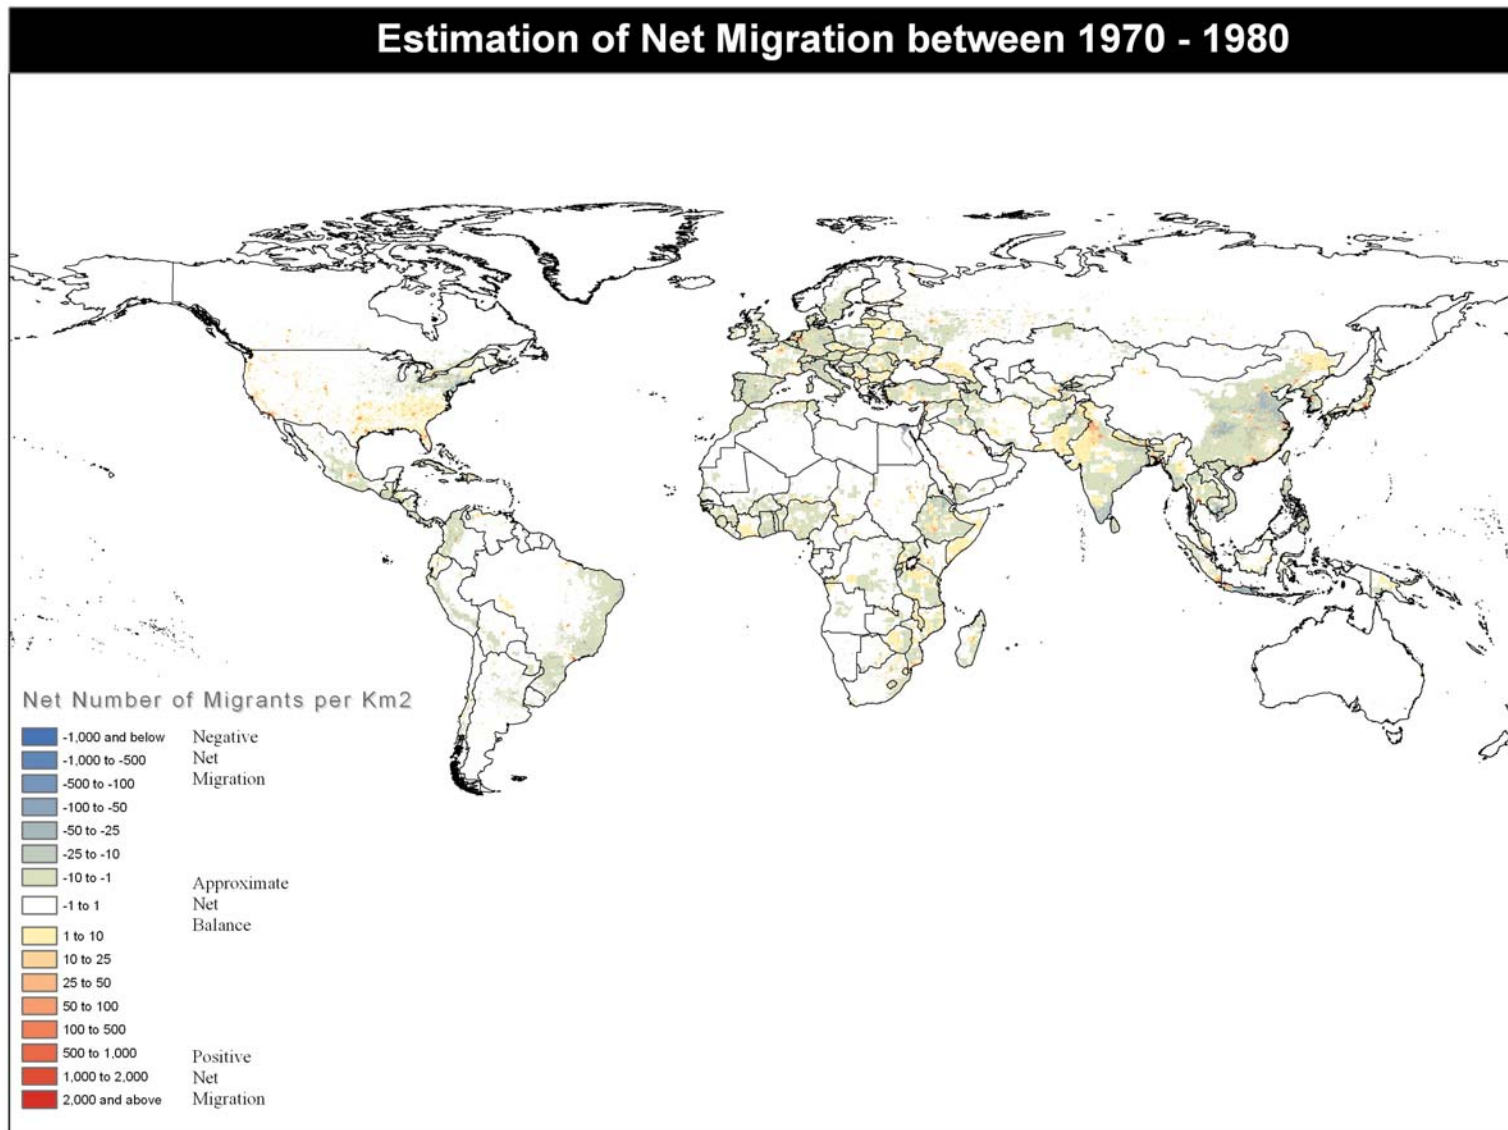 Estimation of Net Migration between 1970 - 1980
Net Number of Migrants per Km2
-1,000 and below
-1,000 to -500
-500 to -100
-100 to -50
-50 to -25
-25 to -10
-10 to -1
-1 to 1
1 to 10
10 to 25
25 to 50
50 to 100
100 to 500
500 to 1,000
1,000 to 2,000
2,000 and above
Negative
Net
Migration
Approximate
Net
Balance
Positive
Net
Migration